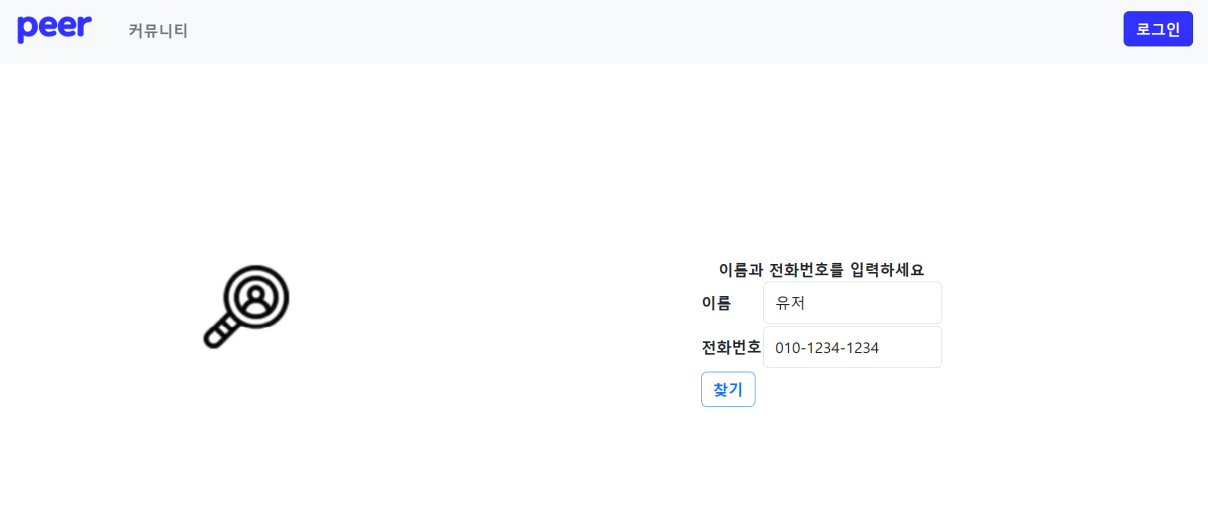 peer 커뮤니티 로그인
이름과 전화번호를 입력하세요
이름 유저
전화번호 010-1234-1234
찾기